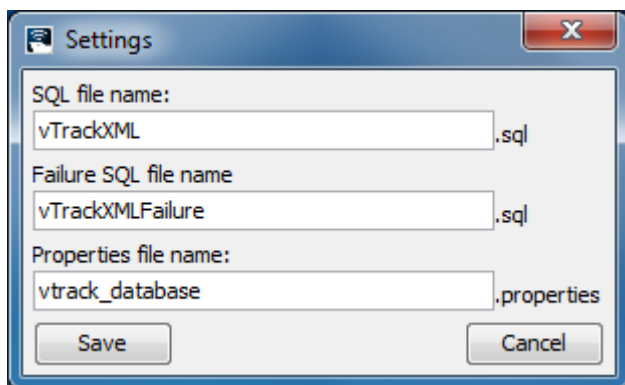 Settings
SQL file name:
vTrackXML .sql
Failure SQL file name
vTrackXMLFailure .sql
Properties file name:
vtrack_database .properties
Save Cancel